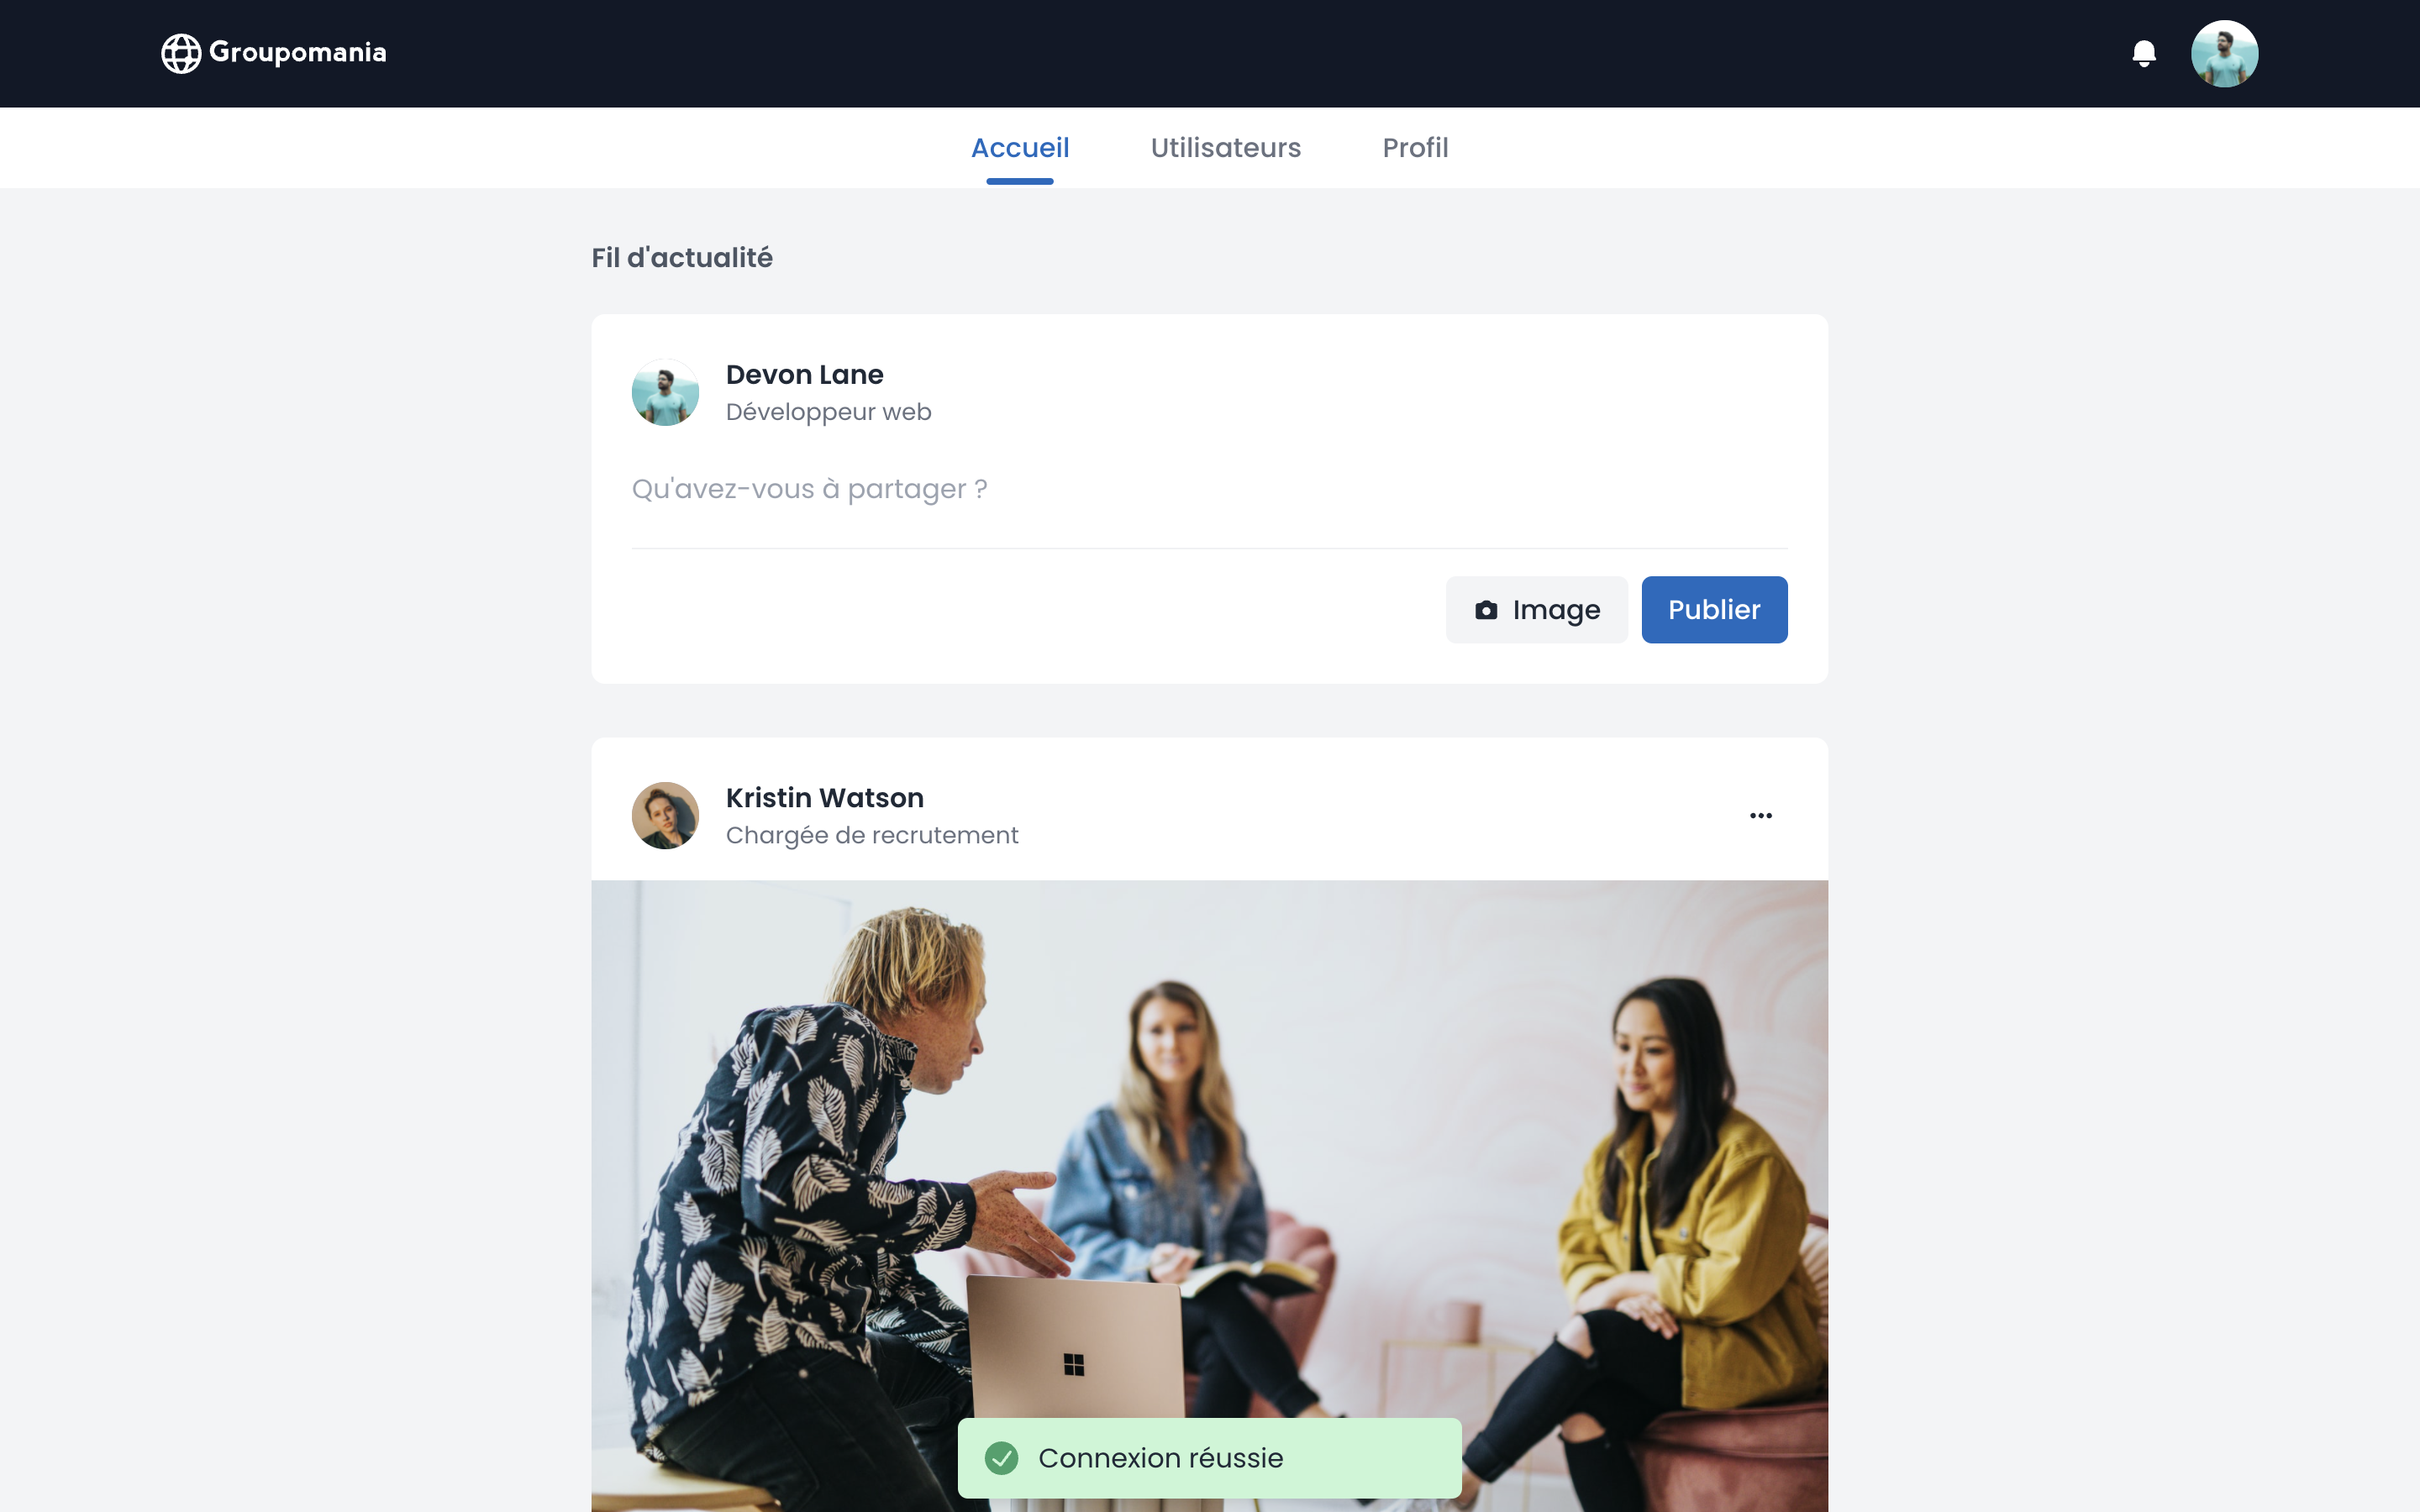 Groupomania
Accueil
Utilisateurs
Profil
Fil d'actualité
Devon Lane
Développeur web
Qu'avez-vous à partager ?
Image
Publier
Kristin Watson
Chargée de recrutement
Connexion réussie